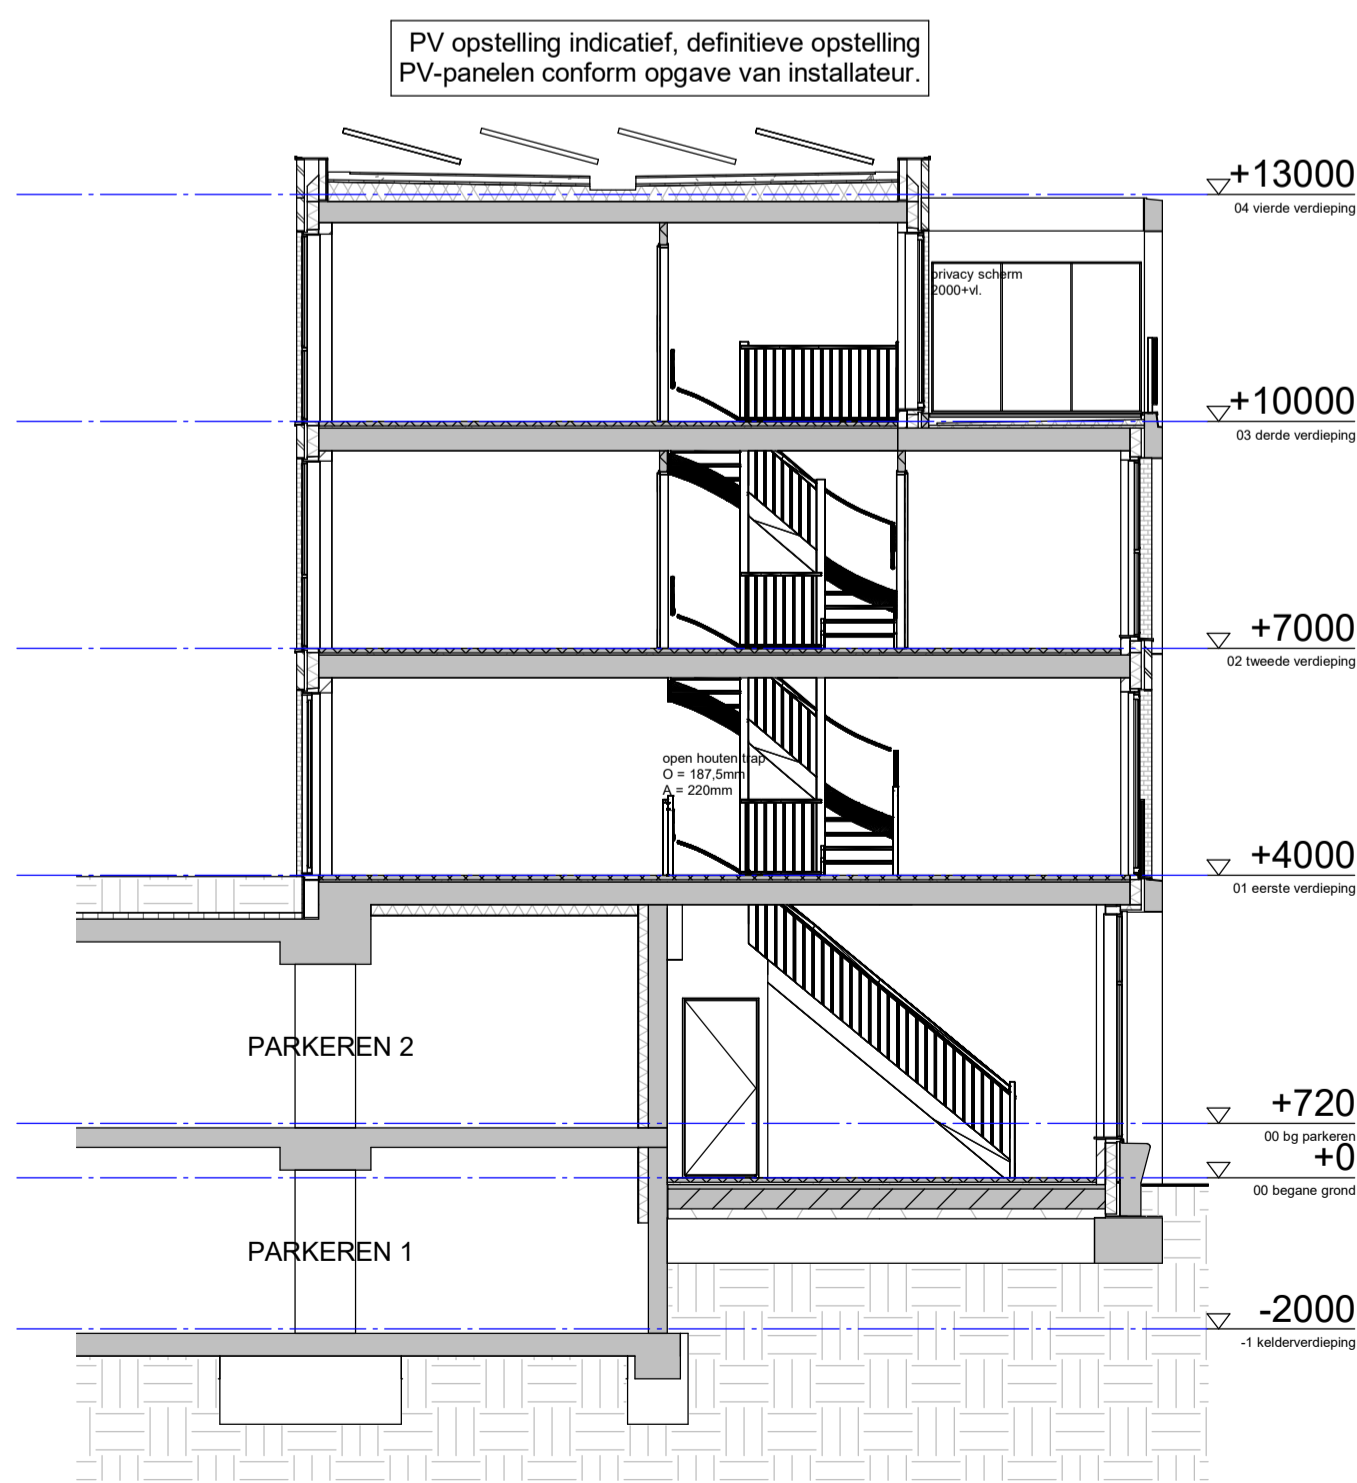 PV opstelling indicatief, definitieve opstelling
PV-panelen conform opgave van installateur.
+13000
04 vierde verdieping
privacy scherm
2000+vl.
+10000
03 derde verdieping
+7000
02 tweede verdieping
open houten trap
O = 187,5mm
A = 220mm
+4000
01 eerste verdieping
PARKEREN 2
+720
00 bg parkeren
+0
00 begane grond
PARKEREN 1
-2000
-1 kelderverdieping